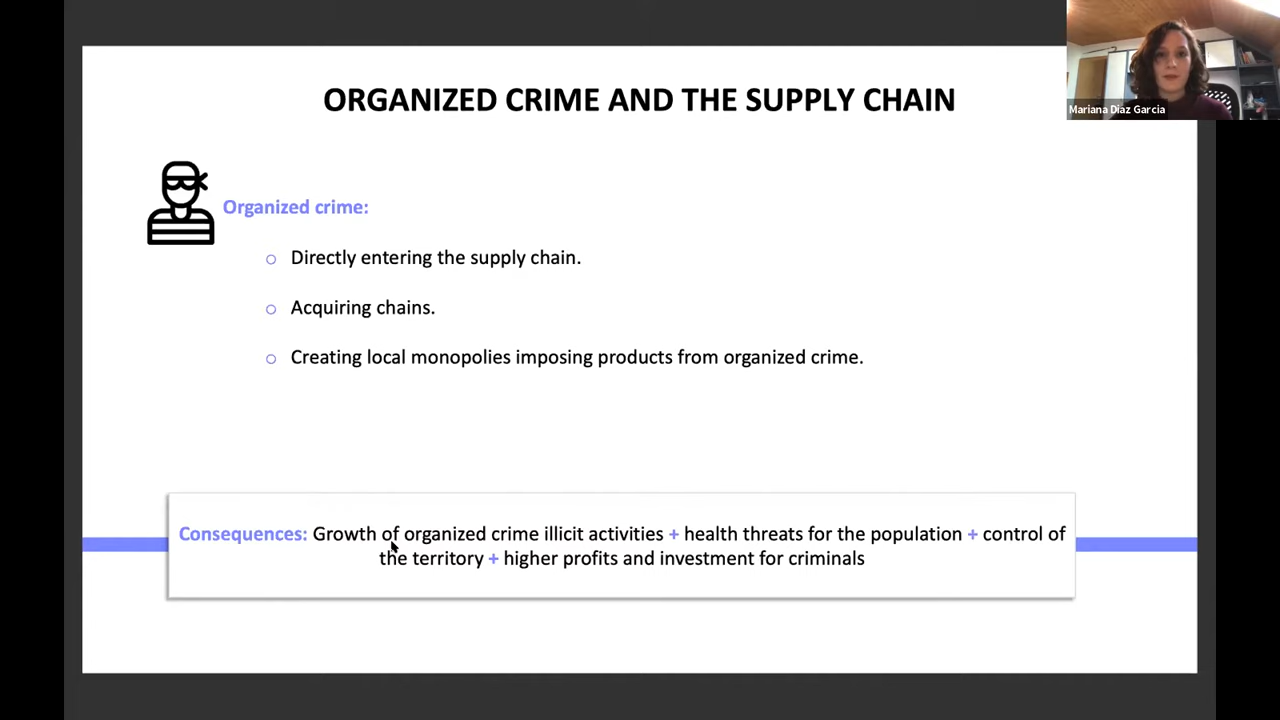 ORGANIZED CRIME AND THE SUPPLY CHAIN
Mariana Díaz García
Organized crime:
Directly entering the supply chain.
Acquiring chains.
Creating local monopolies imposing products from organized crime.
Consequences: Growth of organized crime illicit activities + health threats for the population + control of
the territory + higher profits and investment for criminals